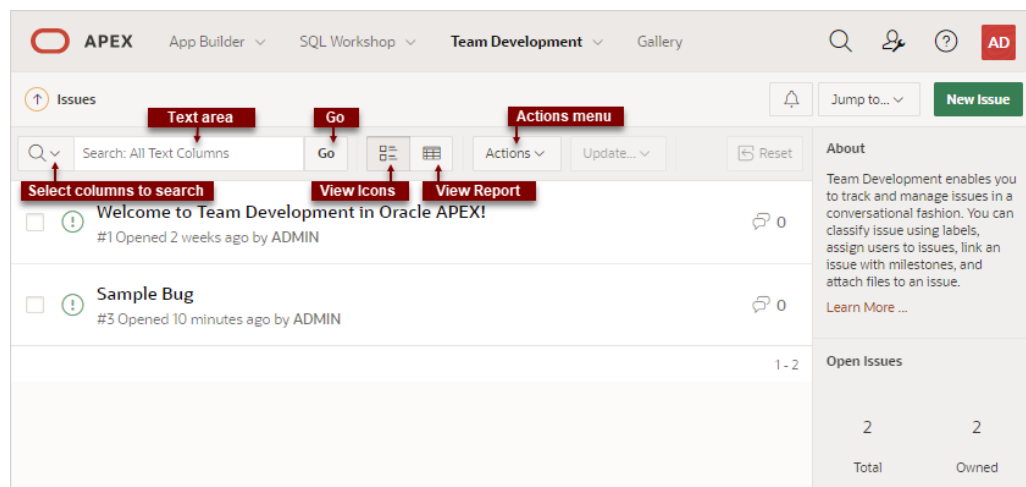 APEX App Builder SQL Workshop Team Development Gallery AD
Issues Jump to... New Issue
Text area Go Actions menu
Search: All Text Columns Go Actions Update... Reset
Select columns to search View Icons View Report
Welcome to Team Development in Oracle APEX!
#1 Opened 2 weeks ago by ADMIN
0
Sample Bug
#3 Opened 10 minutes ago by ADMIN
0
1 - 2
About
Team Development enables you
to track and manage issues in a
conversational fashion. You can
classify issue using labels,
assign users to issues, link an
issue with milestones, and
attach files to an issue.
Learn More ...
Open Issues
2 2
Total Owned